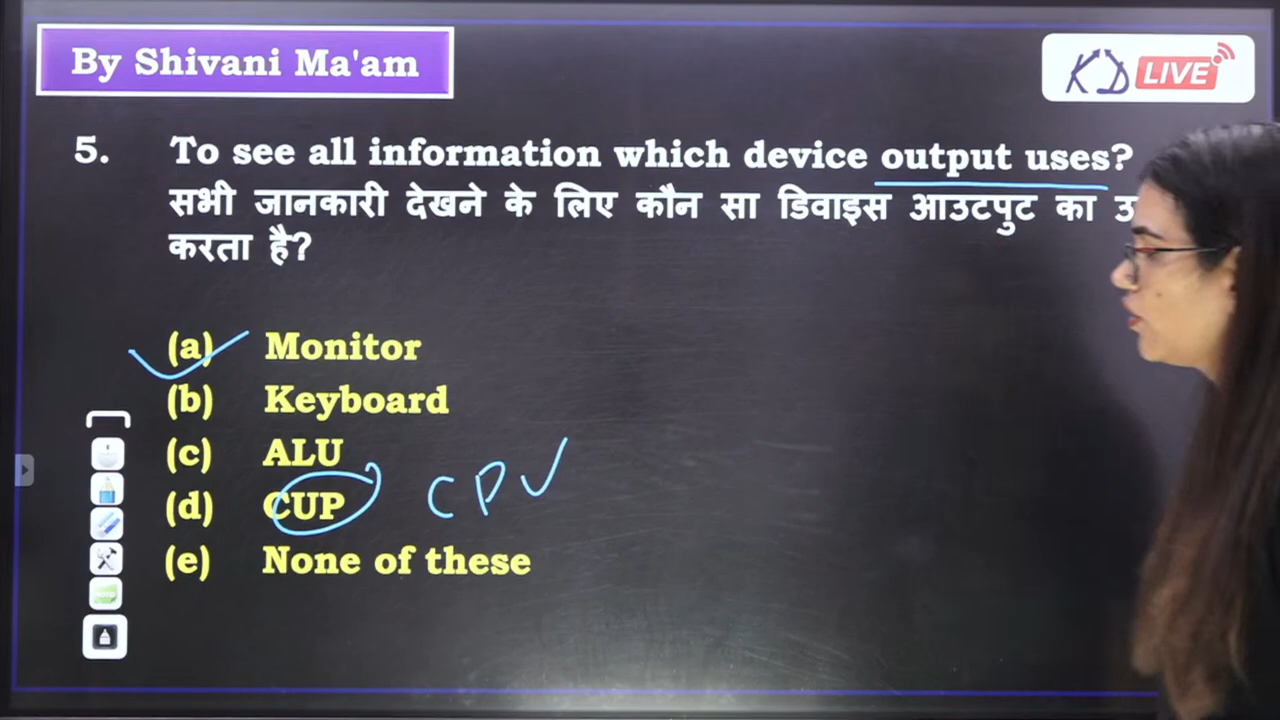 By Shivani Ma'am
KD LIVE
5. To see all information which device output uses?
सभी जानकारी देखने के लिए कौन सा डिवाइस आउटपुट का उ
करता है?
(a) Monitor
(b) Keyboard
(c) ALU
(d) CUP CPU
(e) None of these